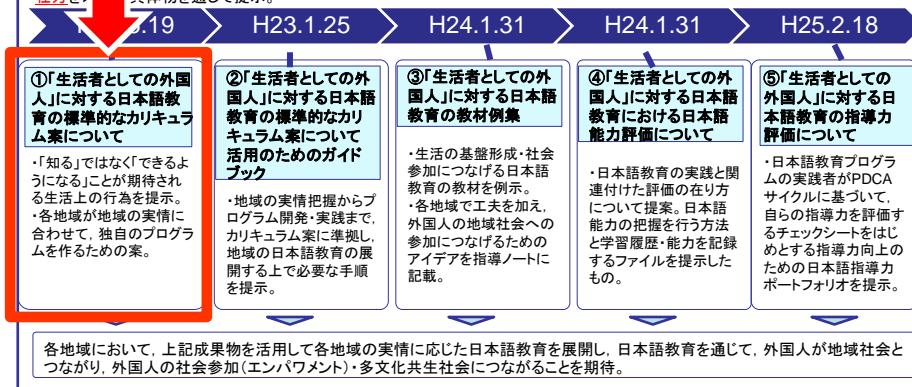 .19
H23.1.25
H24.1.31
H24.1.31
H25.2.18
①「生活者としての外国
人」に対する日本語教
育の標準的なカリキュラ
ム案について
・「知る」ではなく「できるよ
うになる」ことが期待され
る生活上の行為を提示。
・各地域が地域の実情に
合わせて，独自のプログラ
ムを作るための案。
②「生活者としての外
国人」に対する日本語
教育の標準的なカリ
キュラム案について
活用のためのガイド
ブック
・地域の実情把握からプ
ログラム開発・実践まで，
カリキュラム案に準拠し，
地域の日本語教育の展
開する上で必要な手順
を提示。
③「生活者としての外
国人」に対する日本語
教育の教材例集
・生活の基盤形成・社会
参加につなげる日本語
教育の教材を例示。
・各地域で工夫を加え，
外国人の地域社会への
参加につなげるための
アイデアを指導ノートに
記載。
④「生活者としての外
国人」に対する日本語
教育における日本語
能力評価について
・日本語教育の実践と関
連付けた評価の在り方
について提案。日本語
能力の把握を行う方法
と学習履歴・能力を記録
するファイルを提示した
もの。
⑤「生活者としての
外国人」に対する日
本語教育の指導力
評価について
・日本語教育プログラ
ムの実践者がPDCA
サイクルに基づいて，
自らの指導力を評価す
るチェックシートをはじ
めとする指導力向上の
ための日本語指導力
ポートフォリオを提示。
各地域において，上記成果物を活用して各地域の実情に応じた日本語教育を展開し，日本語教育を通じて，外国人が地域社会と
つながり，外国人の社会参加（エンパワメント）・多文化共生社会につながることを期待。